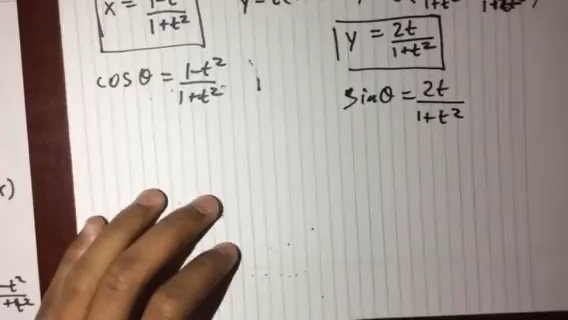 x = 1-t²/1+t²
y = 2t/1+t²
cos θ = 1-t²/1+t² ; sin θ = 2t/1+t²